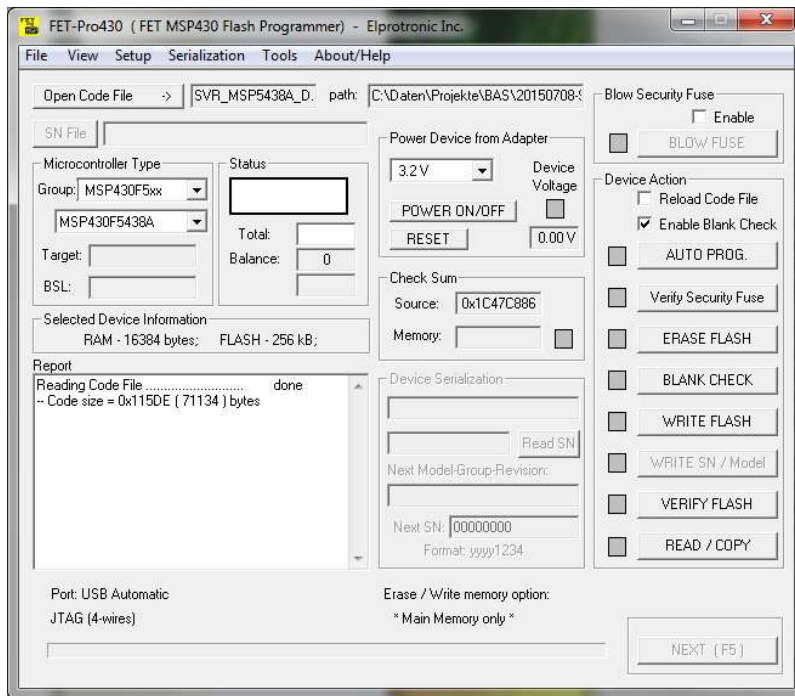 FET-Pro430 ( FET MSP430 Flash Programmer) - Elprotronic Inc.
File View Setup Serialization Tools About/Help
Open Code File -> SVR_MSP5438A_D. path: C:\Daten\Projekte\BAS\20150708-S
SN File
Microcontroller Type
Group: MSP430F5xx
MSP430F5438A
Target:
BSL:
Status
Total:
Balance: 0
Selected Device Information
RAM - 16384 bytes; FLASH - 256 kB;
Report
Reading Code File ........................... done
-- Code size = 0x115DE ( 71134 ) bytes
Power Device from Adapter
3.2 V
Device
Voltage
POWER ON/OFF
RESET
0.00 V
Check Sum
Source: 0x1C47C886
Memory:
Device Serialization
Read SN
Next Model-Group-Revision:
Next SN: 00000000
Format: yyyy1234
Blow Security Fuse
Enable
BLOW FUSE
Device Action
Reload Code File
Enable Blank Check
AUTO PROG.
Verify Security Fuse
ERASE FLASH
BLANK CHECK
WRITE FLASH
WRITE SN / Model
VERIFY FLASH
READ / COPY
Port: USB Automatic
JTAG (4-wires)
Erase / Write memory option:
* Main Memory only *
NEXT ( F5 )